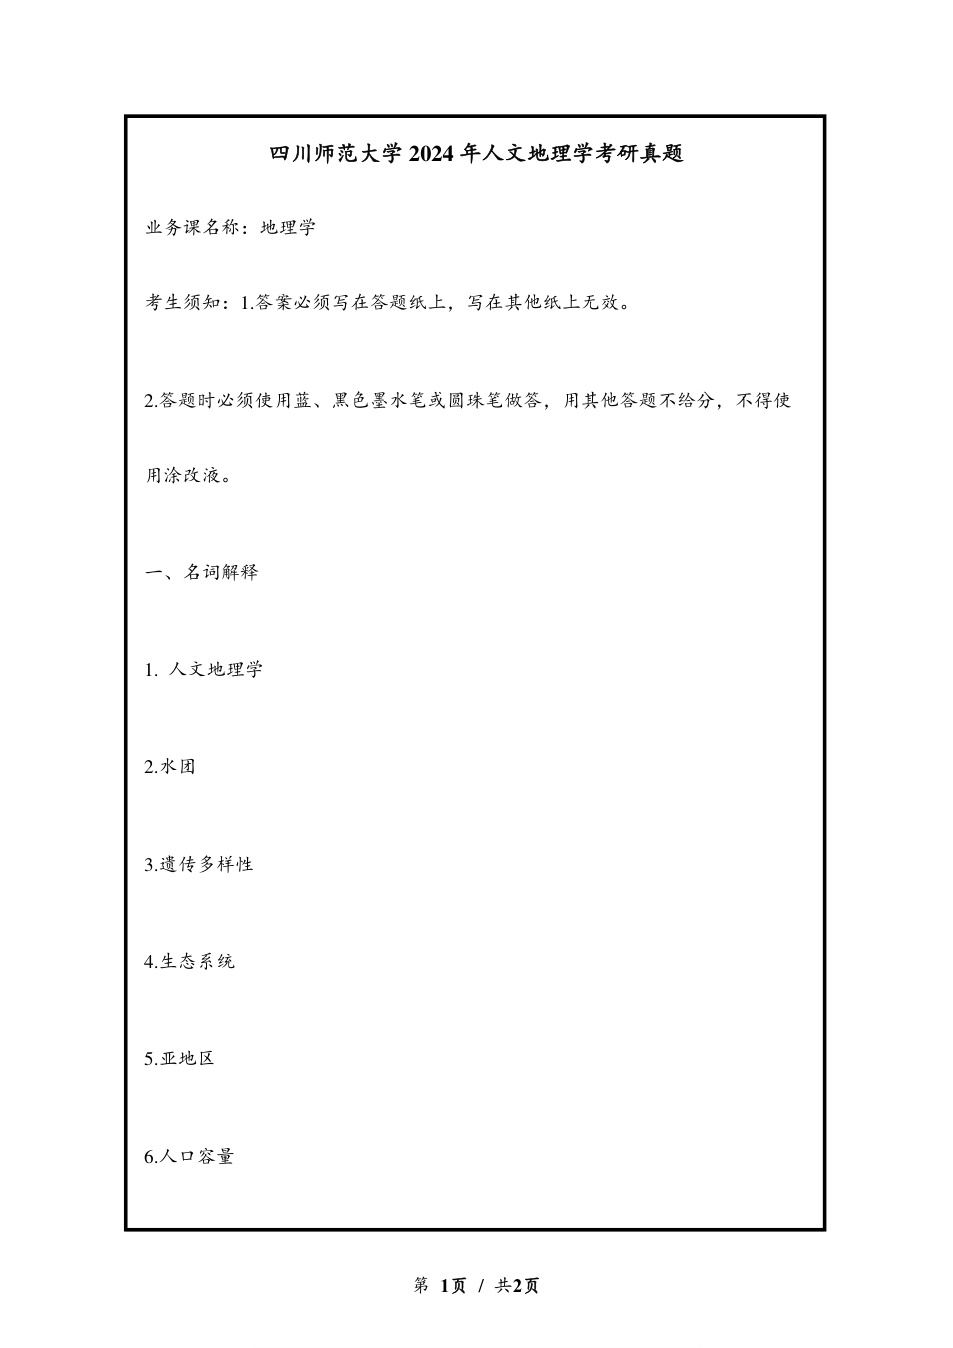 四川师范大学 2024 年人文地理学考研真题
业务课名称：地理学
考生须知：1.答案必须写在答题纸上，写在其他纸上无效。
2.答题时必须使用蓝、黑色墨水笔或圆珠笔做答，用其他答题不给分，不得使
用涂改液。
一、名词解释
1. 人文地理学
2.水团
3.遗传多样性
4.生态系统
5.亚地区
6.人口容量
第 1页 / 共2页